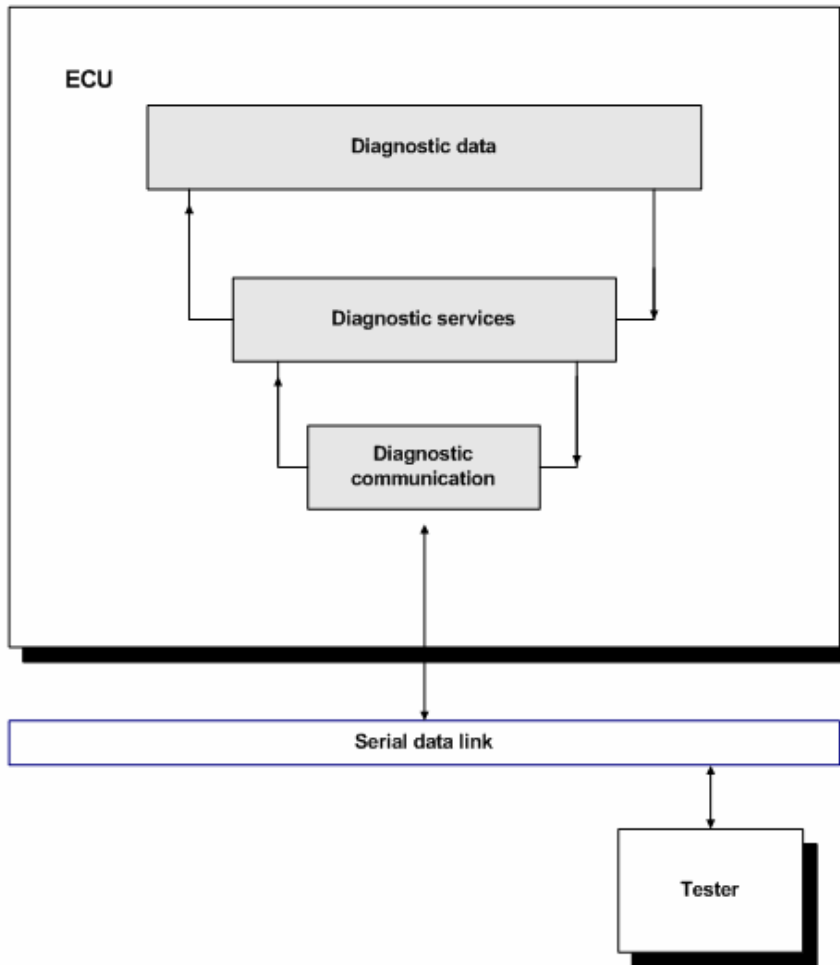 ECU
Diagnostic data
Diagnostic services
Diagnostic
communication
Serial data link
Tester